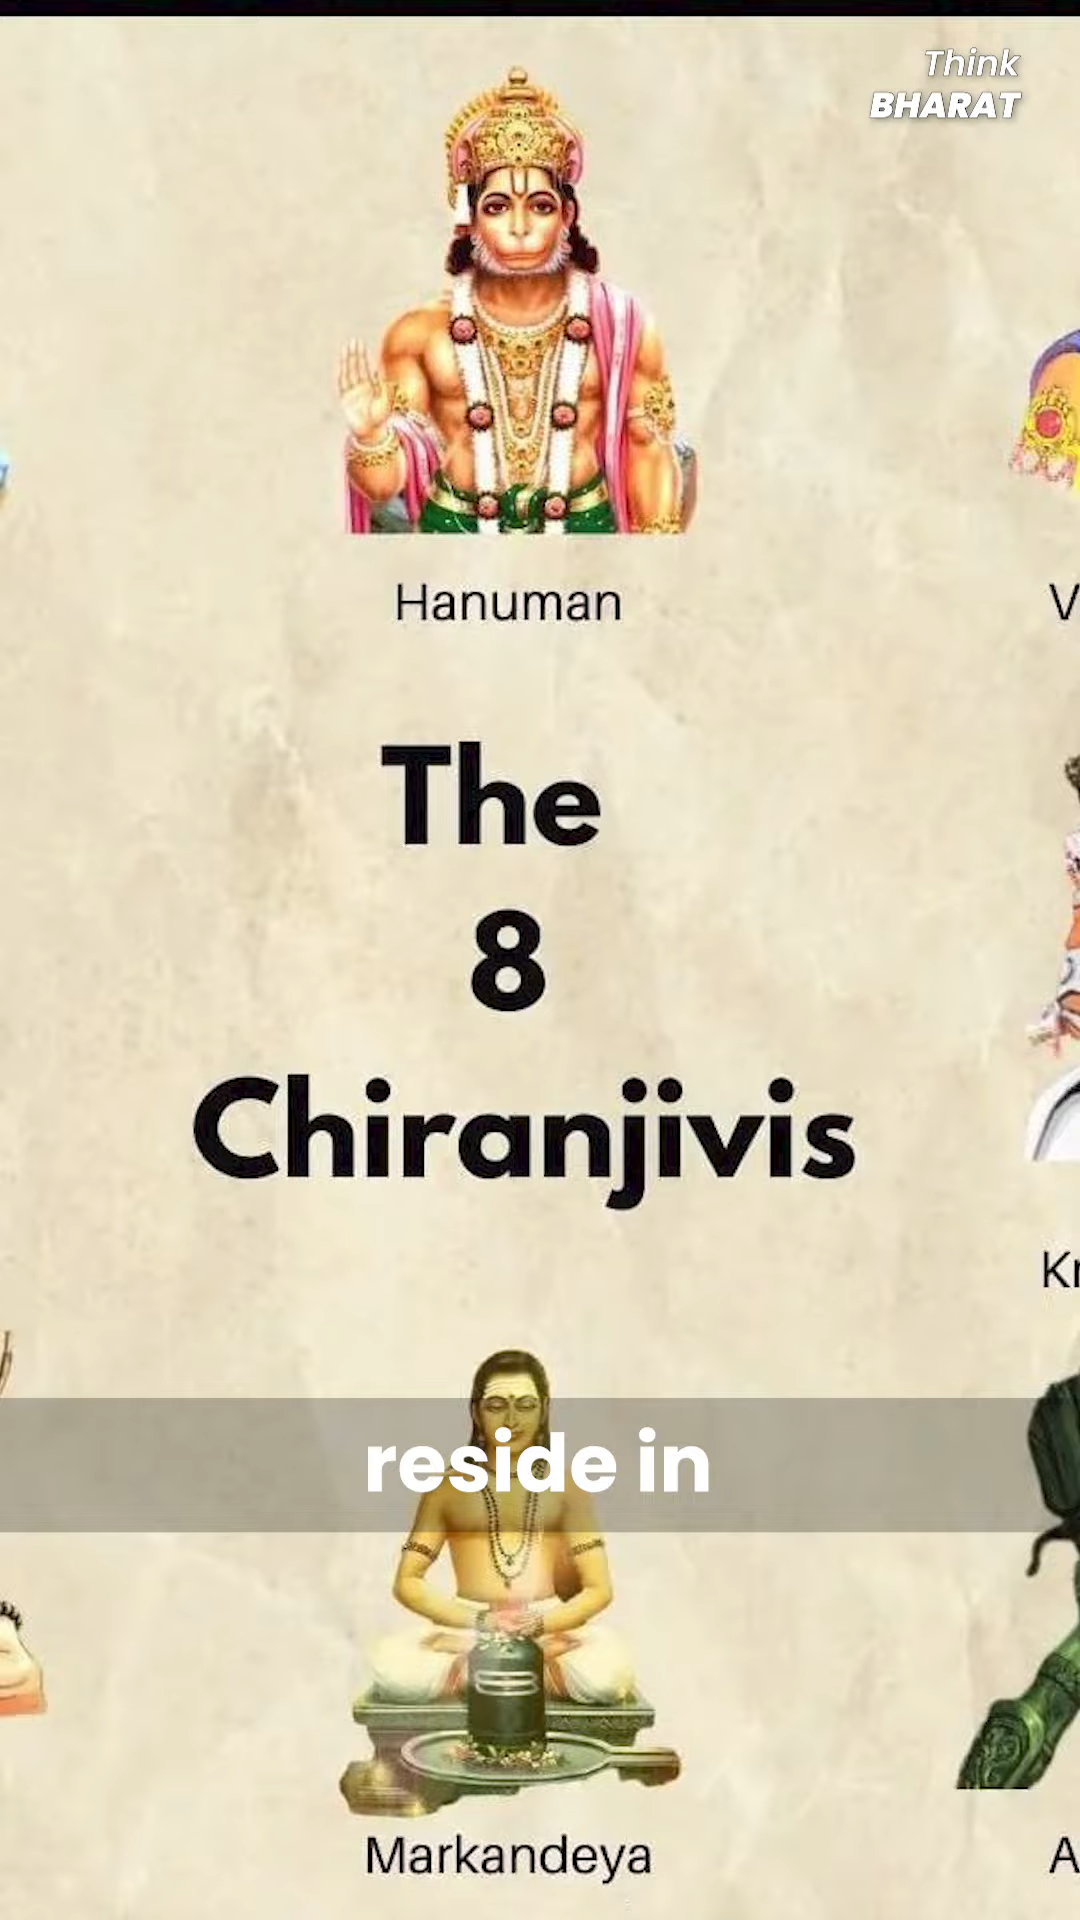 Think
BHARAT
Hanuman
The
8
Chiranjivis
reside in
Markandeya